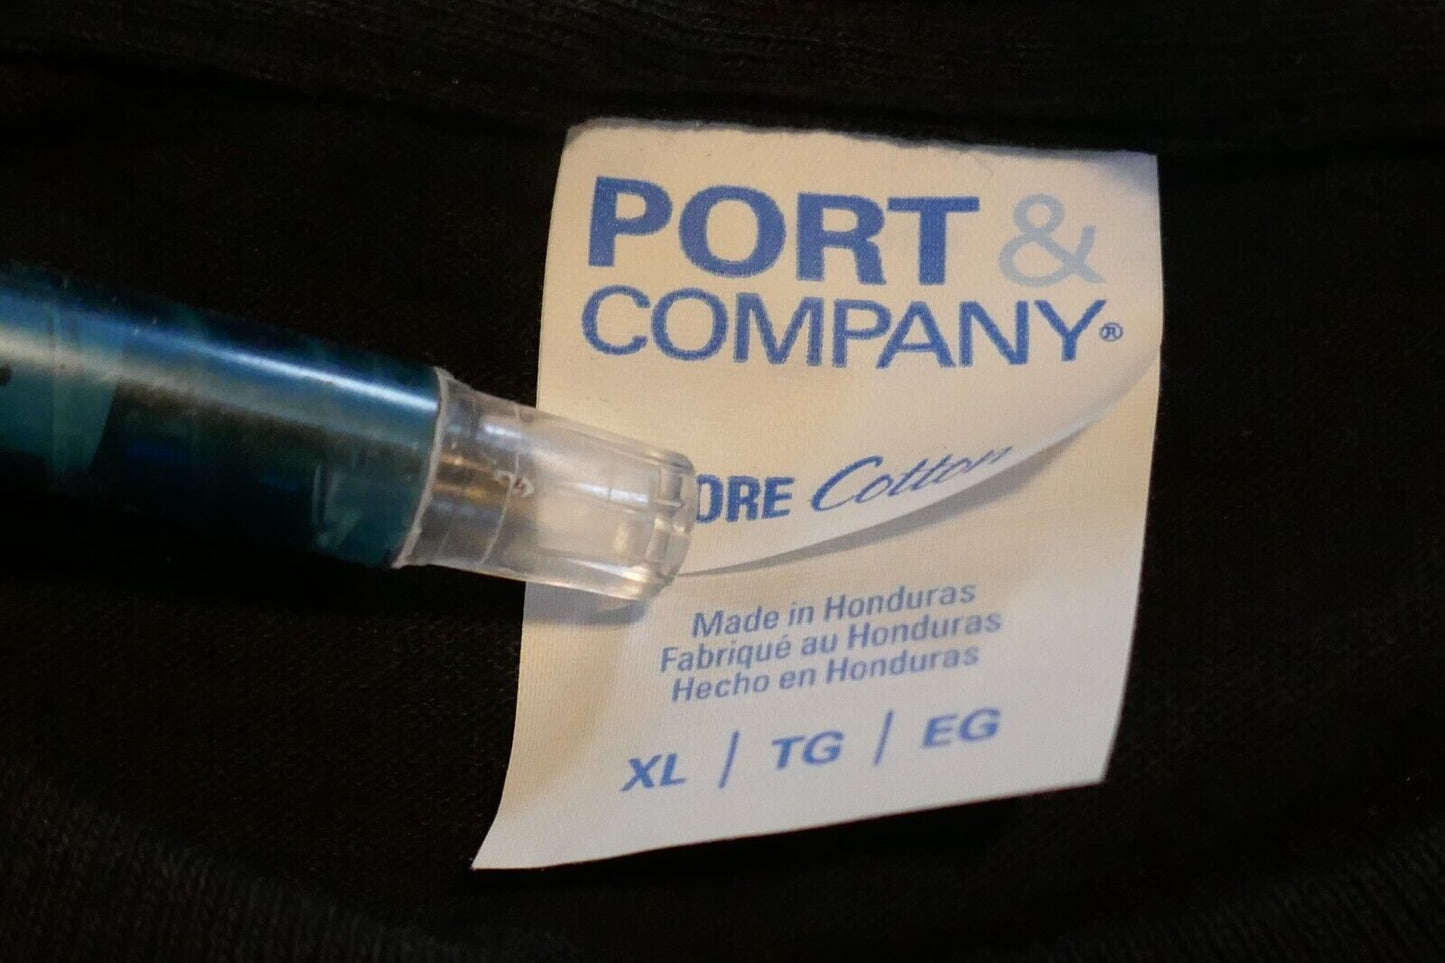 PORT &
COMPANY®
ORE Cotton
Made in Honduras
Fabriqué au Honduras
Hecho en Honduras
XL / TG / EG